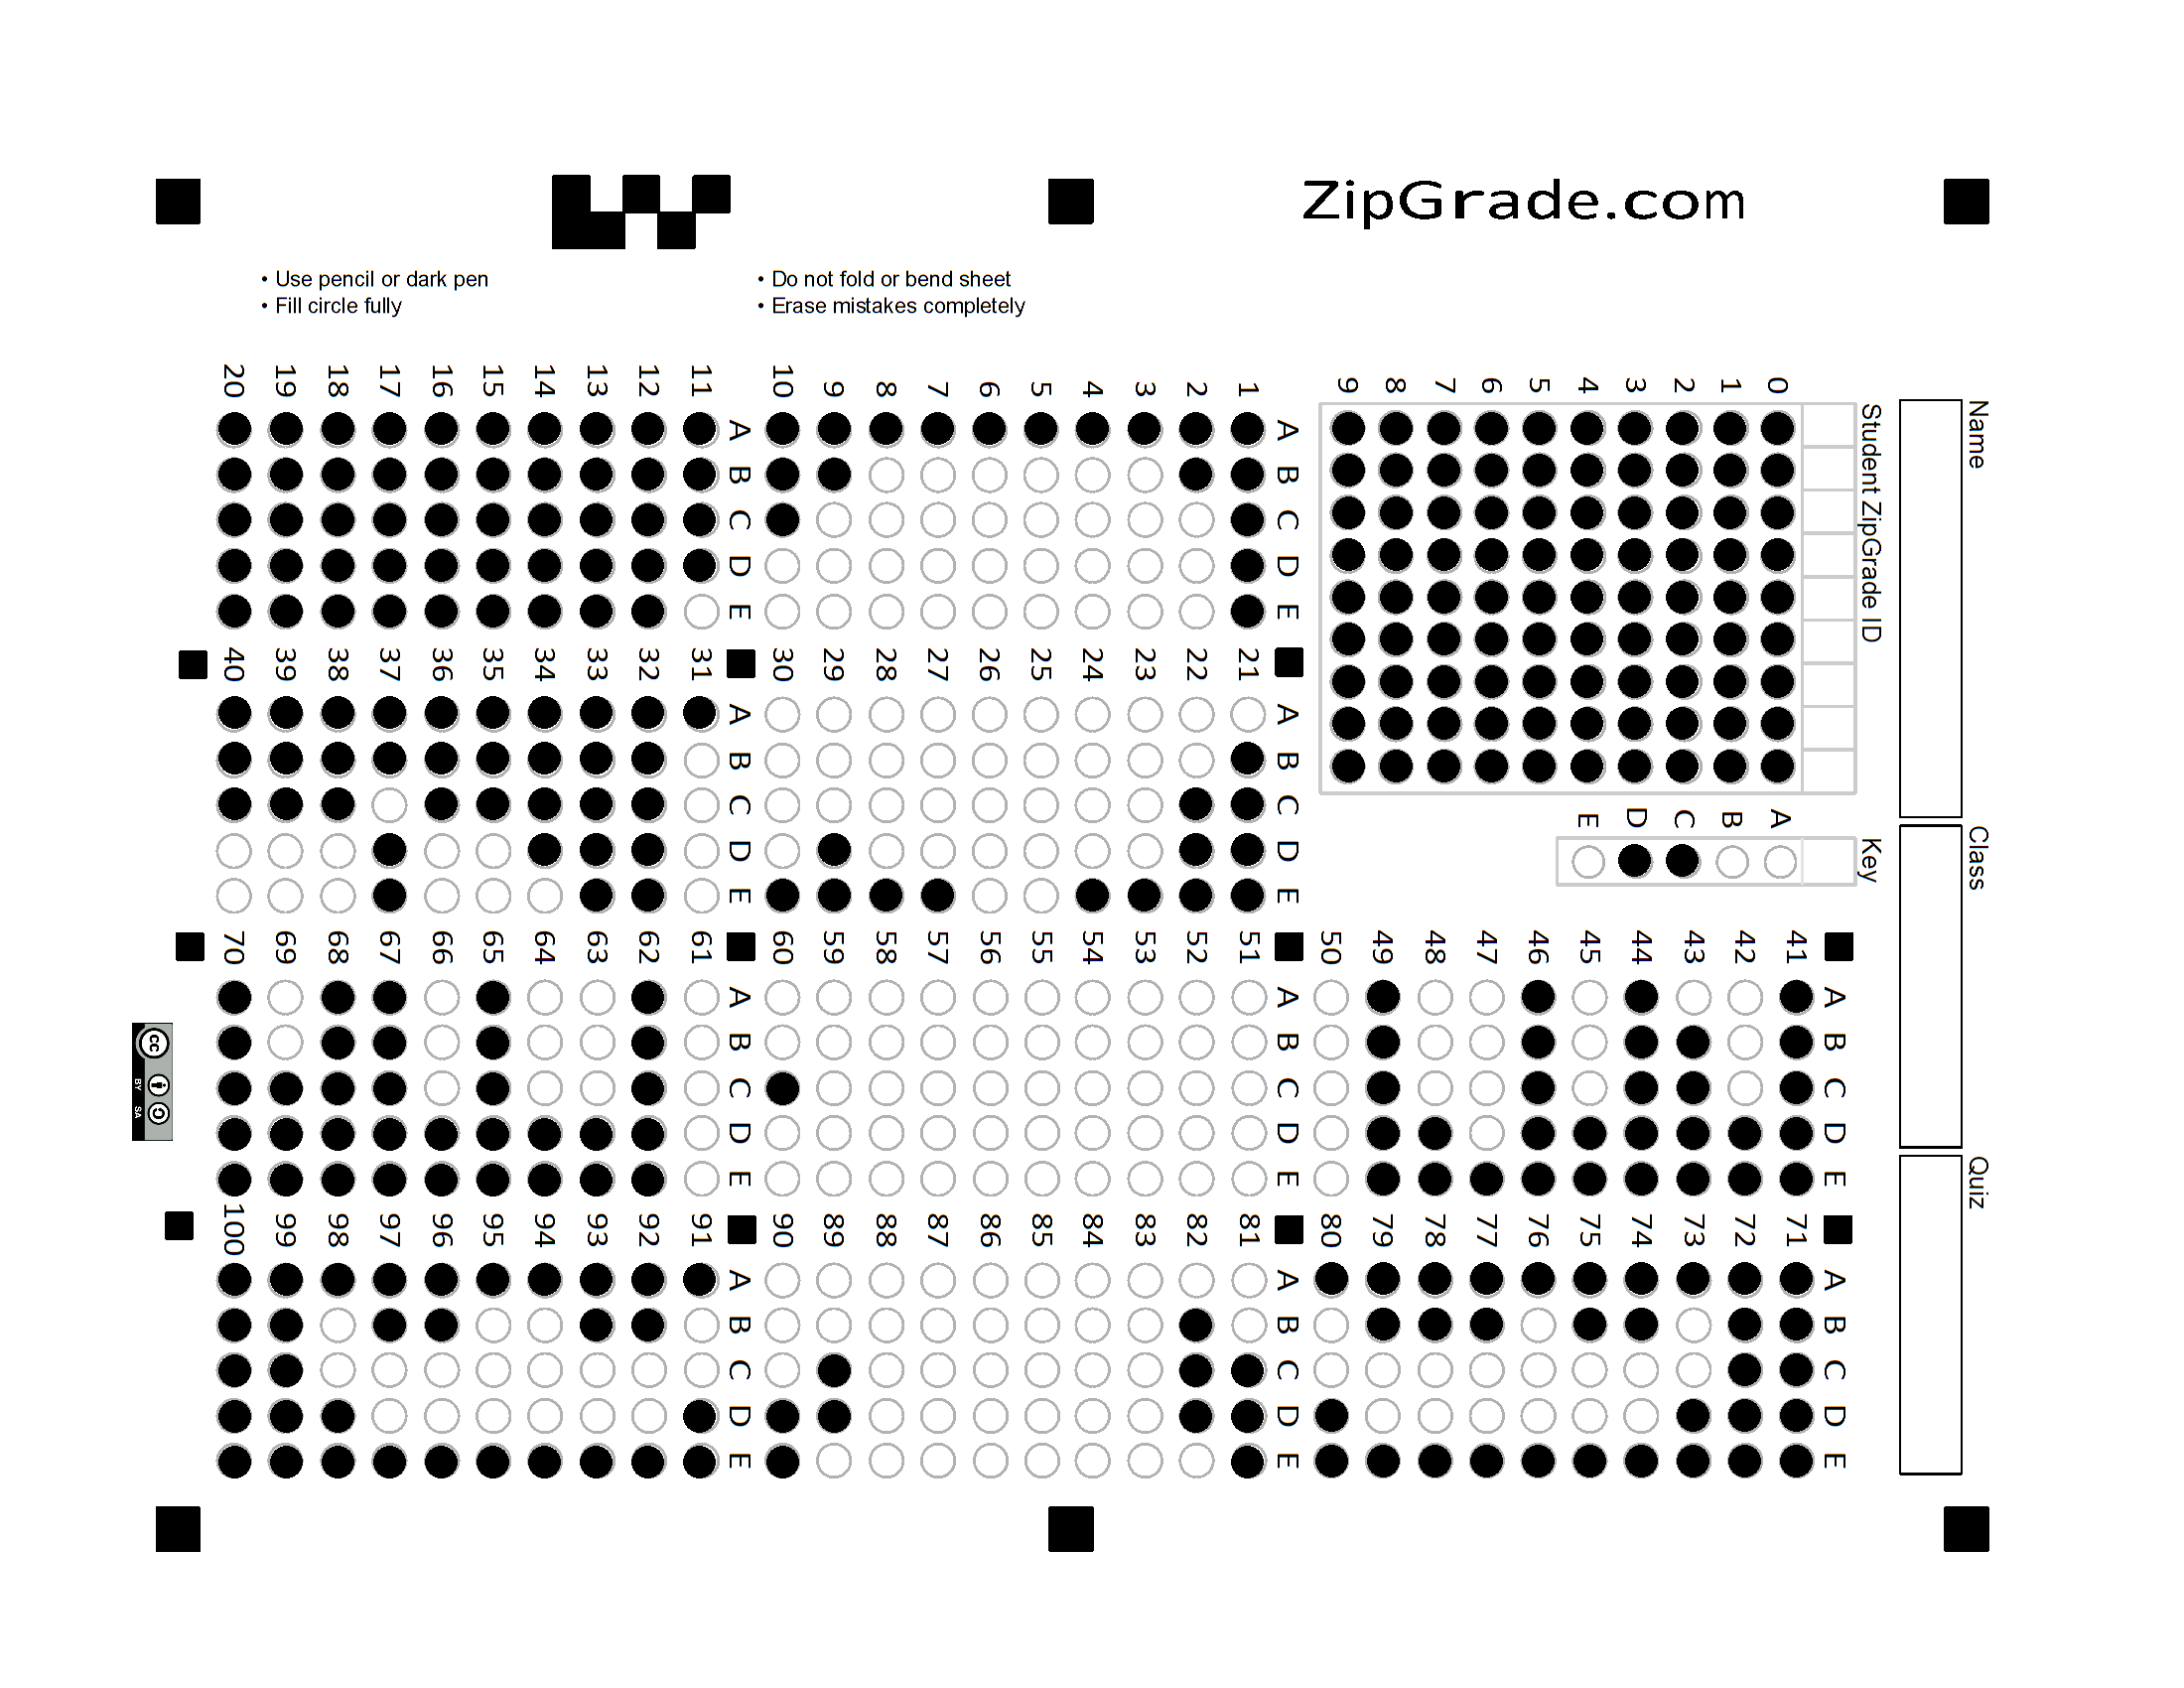 ZipGrade.com
• Use pencil or dark pen
• Fill circle fully
• Do not fold or bend sheet
• Erase mistakes completely
Name
Class
Quiz
Student ZipGrade ID
0 1 2 3 4 5 6 7 8 9
Key
A B C D E
A B C D E
1 2 3 4 5 6 7 8 9 10
A B C D E
11 12 13 14 15 16 17 18 19 20
A B C D E
21 22 23 24 25 26 27 28 29 30
A B C D E
31 32 33 34 35 36 37 38 39 40
A B C D E
41 42 43 44 45 46 47 48 49 50
A B C D E
51 52 53 54 55 56 57 58 59 60
A B C D E
61 62 63 64 65 66 67 68 69 70
A B C D E
71 72 73 74 75 76 77 78 79 80
A B C D E
81 82 83 84 85 86 87 88 89 90
A B C D E
91 92 93 94 95 96 97 98 99 100
A B C D E
cc BY SA